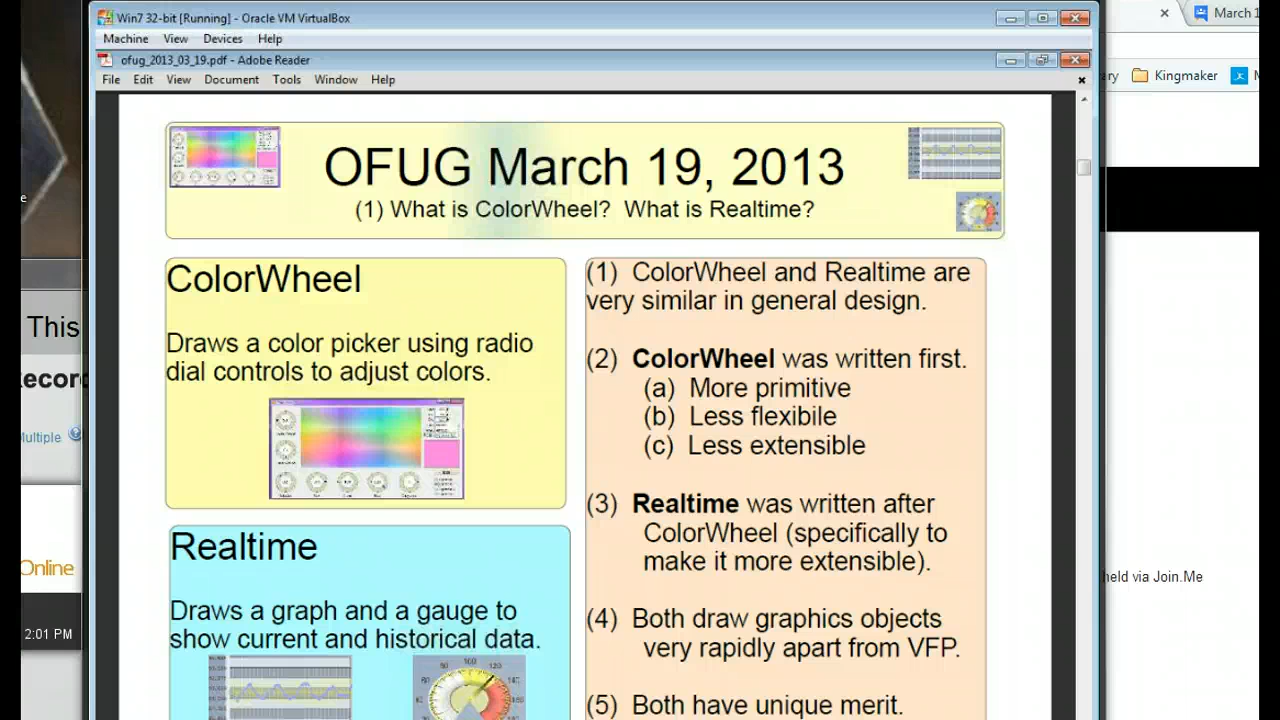 Win7 32-bit [Running] - Oracle VM VirtualBox
Machine View Devices Help
ofug_2013_03_19.pdf - Adobe Reader
File Edit View Document Tools Window Help
March 1
ary Kingmaker
OFUG March 19, 2013
(1) What is ColorWheel? What is Realtime?
ColorWheel
Draws a color picker using radio
dial controls to adjust colors.
Realtime
Draws a graph and a gauge to
show current and historical data.
80 100 120
(1) ColorWheel and Realtime are
very similar in general design.
(2) ColorWheel was written first.
(a) More primitive
(b) Less flexibile
(c) Less extensible
(3) Realtime was written after
ColorWheel (specifically to
make it more extensible).
(4) Both draw graphics objects
very rapidly apart from VFP.
(5) Both have unique merit.
This
ecor
Multiple
Online
2:01 PM
held via Join.Me